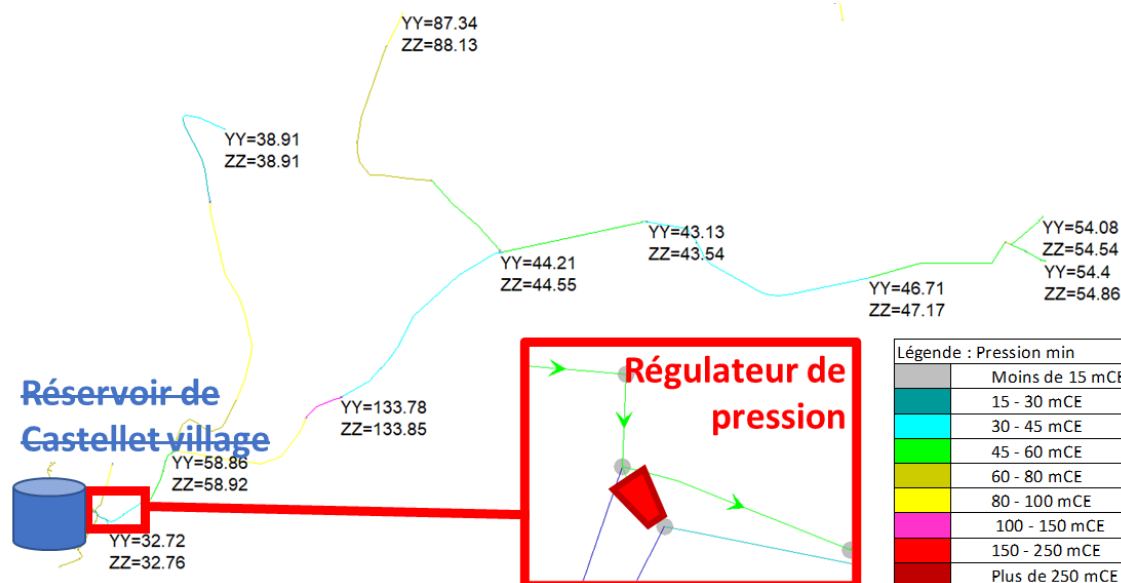 YY=87.34
ZZ=88.13
YY=38.91
ZZ=38.91
YY=43.13
ZZ=43.54
YY=54.08
ZZ=54.54
YY=54.4
ZZ=54.86
YY=44.21
ZZ=44.55
YY=46.71
ZZ=47.17
YY=133.78
ZZ=133.85
Réservoir de
Castellet village
YY=58.86
ZZ=58.92
YY=32.72
ZZ=32.76
Régulateur de
pression
Légende : Pression min
Moins de 15 mCE
15 - 30 mCE
30 - 45 mCE
45 - 60 mCE
60 - 80 mCE
80 - 100 mCE
100 - 150 mCE
150 - 250 mCE
Plus de 250 mCE